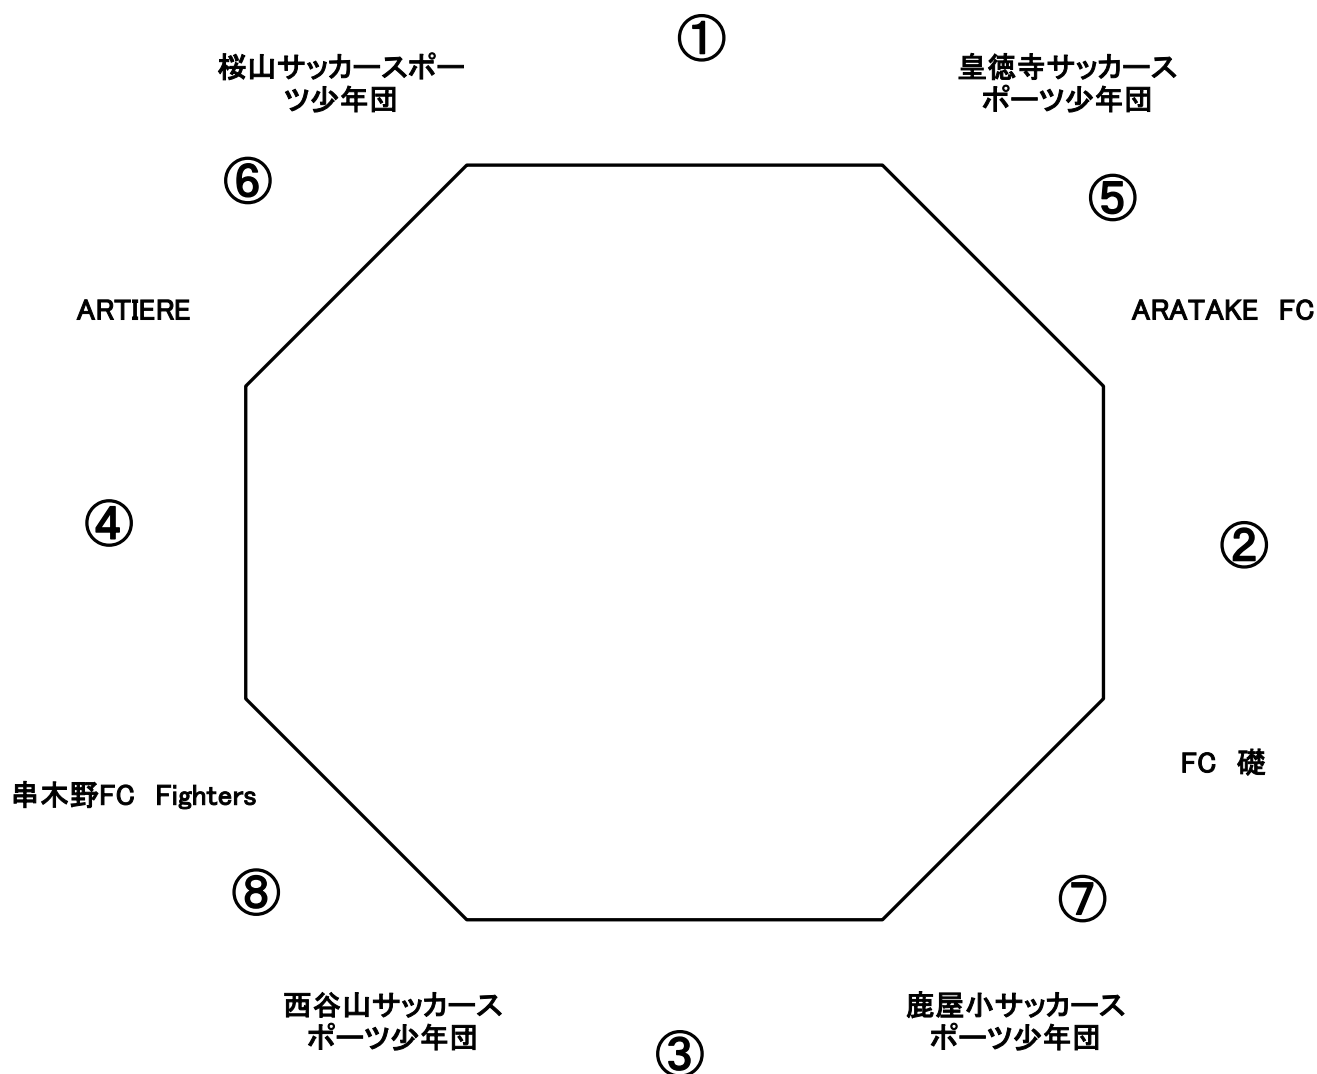 ①
桜山サッカースポー
ツ少年団
皇徳寺サッカース
ポーツ少年団
⑥
⑤
ARTIERE
ARATAKE　FC
④
②
FC　礎
串木野FC　Fighters
⑧
⑦
西谷山サッカース
ポーツ少年団
鹿屋小サッカース
ポーツ少年団
③